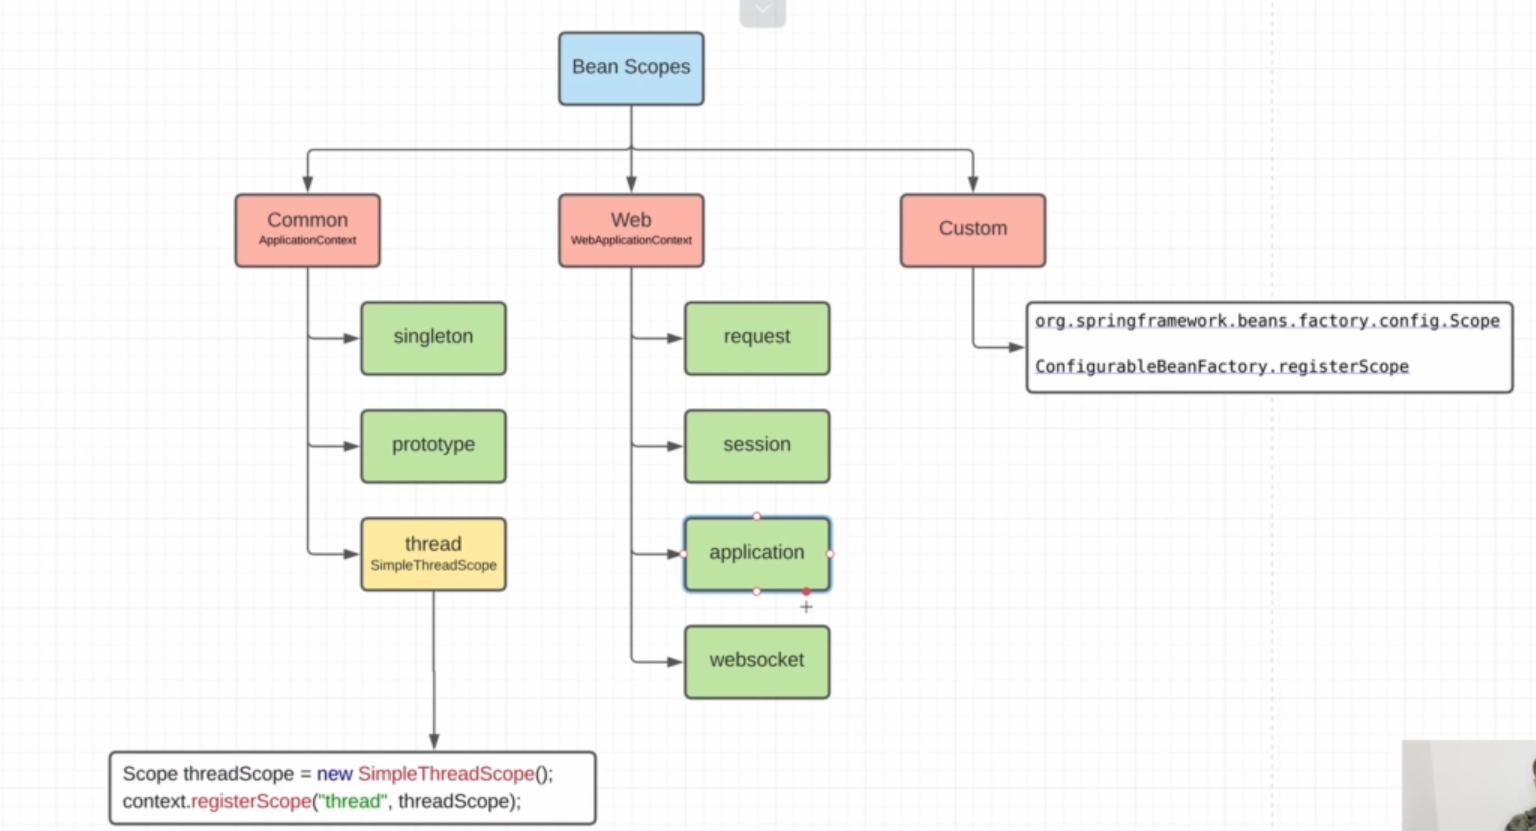 Bean Scopes
Common
ApplicationContext
Web
WebApplicationContext
Custom
singleton
request
org.springframework.beans.factory.config.Scope
ConfigurableBeanFactory.registerScope
prototype
session
thread
SimpleThreadScope
application
websocket
Scope threadScope = new SimpleThreadScope();
context.registerScope("thread", threadScope);